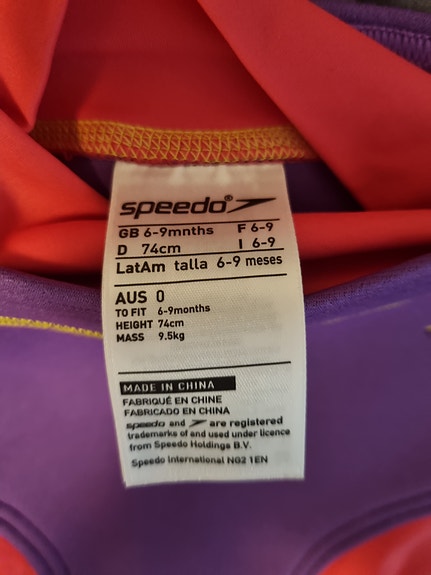 speedo®
GB 6-9mnths F 6-9
D 74cm I 6-9
LatAm talla 6-9 meses
AUS 0
TO FIT 6-9months
HEIGHT 74cm
MASS 9.5kg
MADE IN CHINA
FABRIQUÉ EN CHINE
FABRICADO EN CHINA
speedo and are registered
trademarks of and used under licence
from Speedo Holdings B.V.
Speedo International NG2 1EN